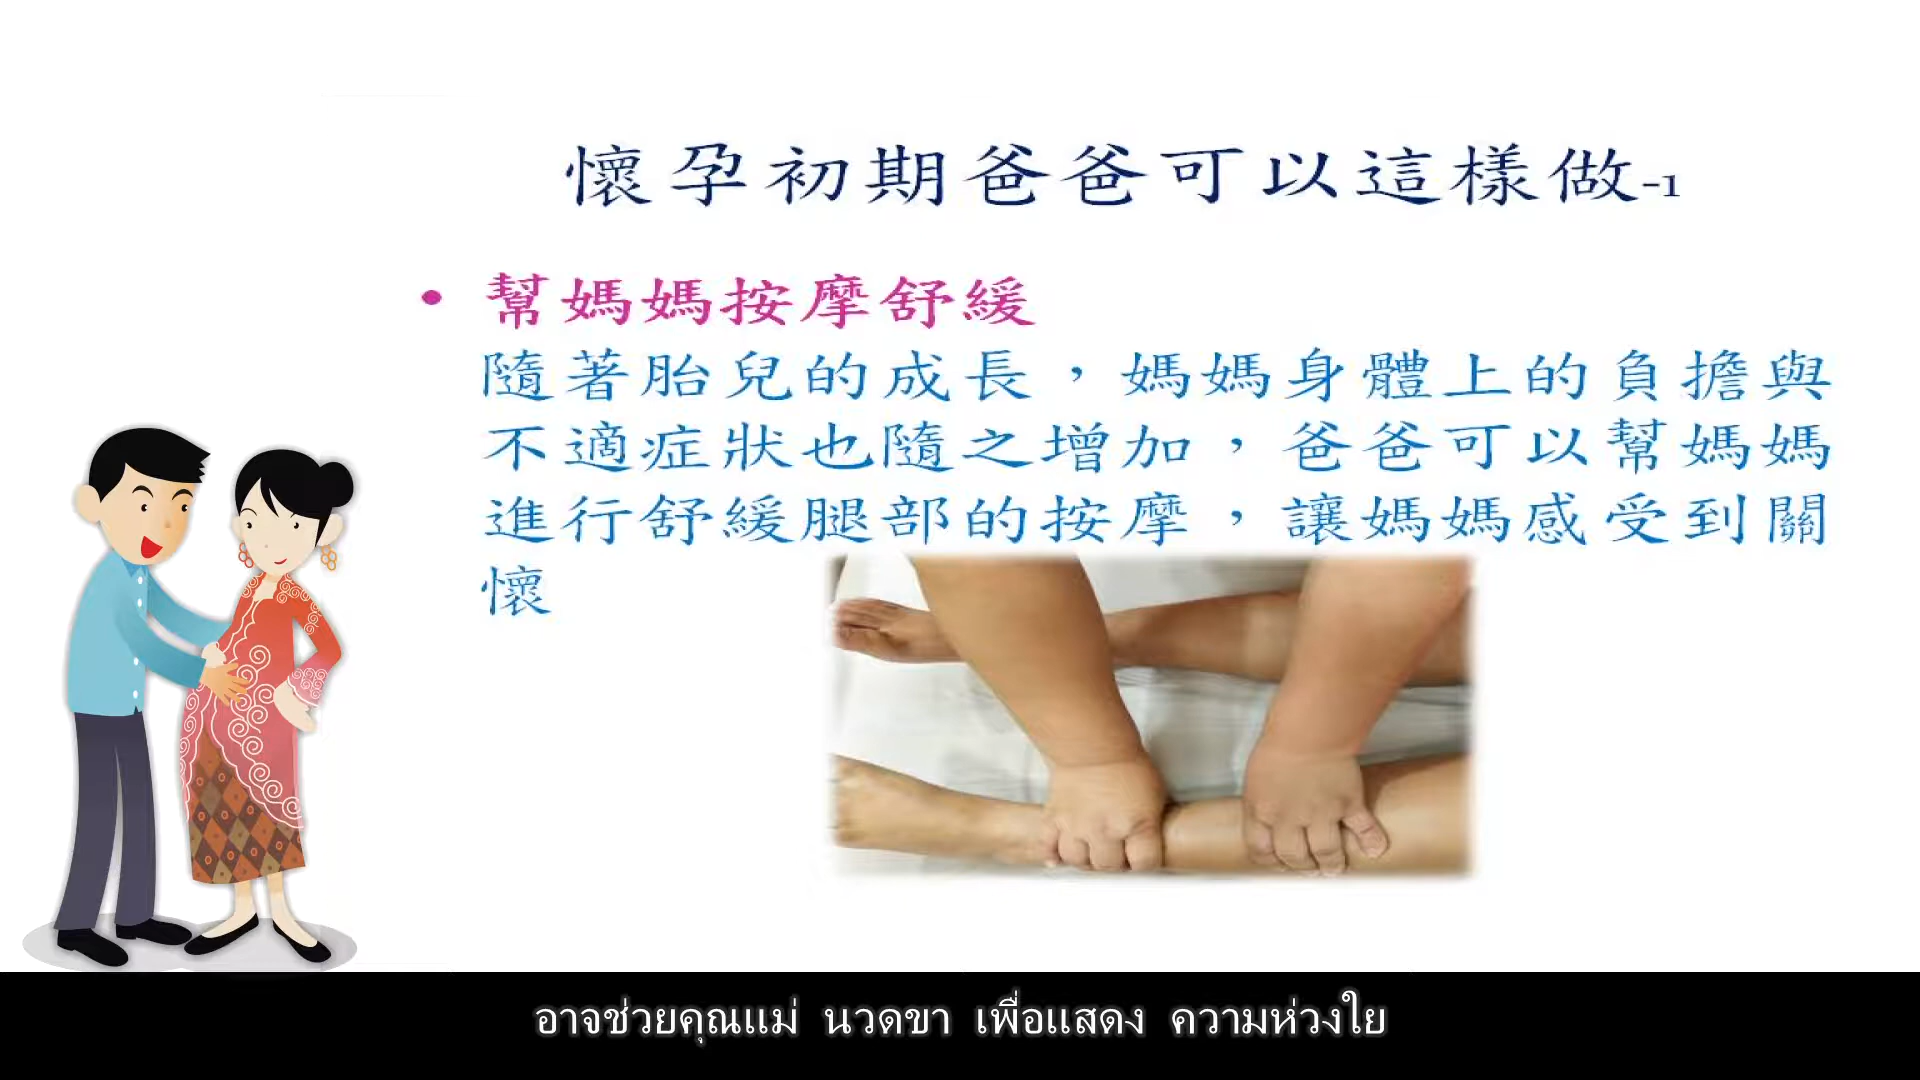 懷孕初期爸爸可以這樣做-1
• 幫媽媽按摩舒緩
隨著胎兒的成長，媽媽身體上的負擔與
不適症狀也隨之增加，爸爸可以幫媽媽
進行舒緩腿部的按摩，讓媽媽感受到關
懷
อาจช่วยคุณแม่ นวดขา เพื่อแสดง ความห่วงใย